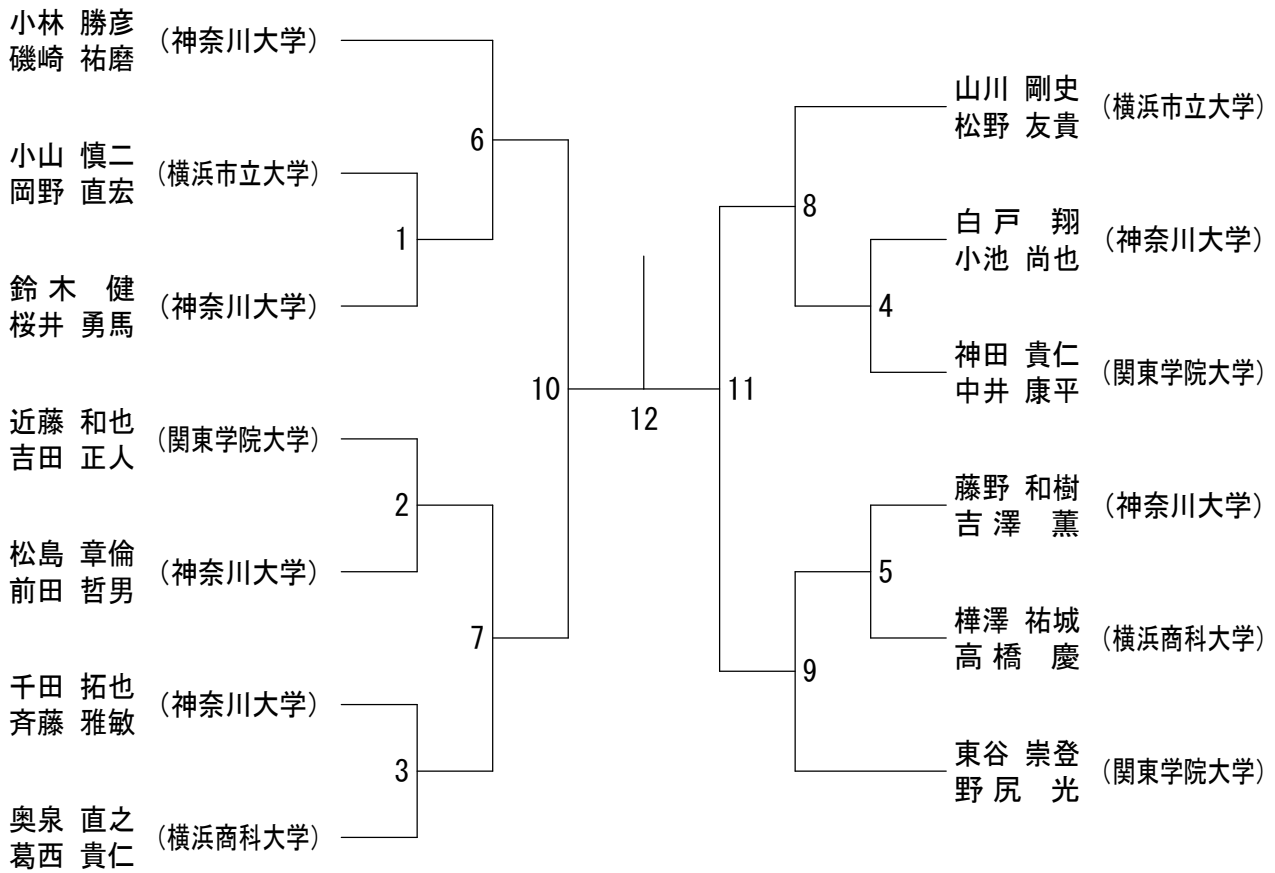 小林 勝彦
磯崎 祐磨
(神奈川大学)
小山 慎二
岡野 直宏
(横浜市立大学)
鈴木 健
桜井 勇馬
(神奈川大学)
近藤 和也
吉田 正人
(関東学院大学)
松島 章倫
前田 哲男
(神奈川大学)
千田 拓也
斉藤 雅敏
(神奈川大学)
奥泉 直之
葛西 貴仁
(横浜商科大学)
1
2
3
6
7
10
12
11
8
9
4
5
山川 剛史
松野 友貴
(横浜市立大学)
白戸 翔
小池 尚也
(神奈川大学)
神田 貴仁
中井 康平
(関東学院大学)
藤野 和樹
吉澤 薫
(神奈川大学)
樺澤 祐城
高橋 慶
(横浜商科大学)
東谷 崇登
野尻 光
(関東学院大学)